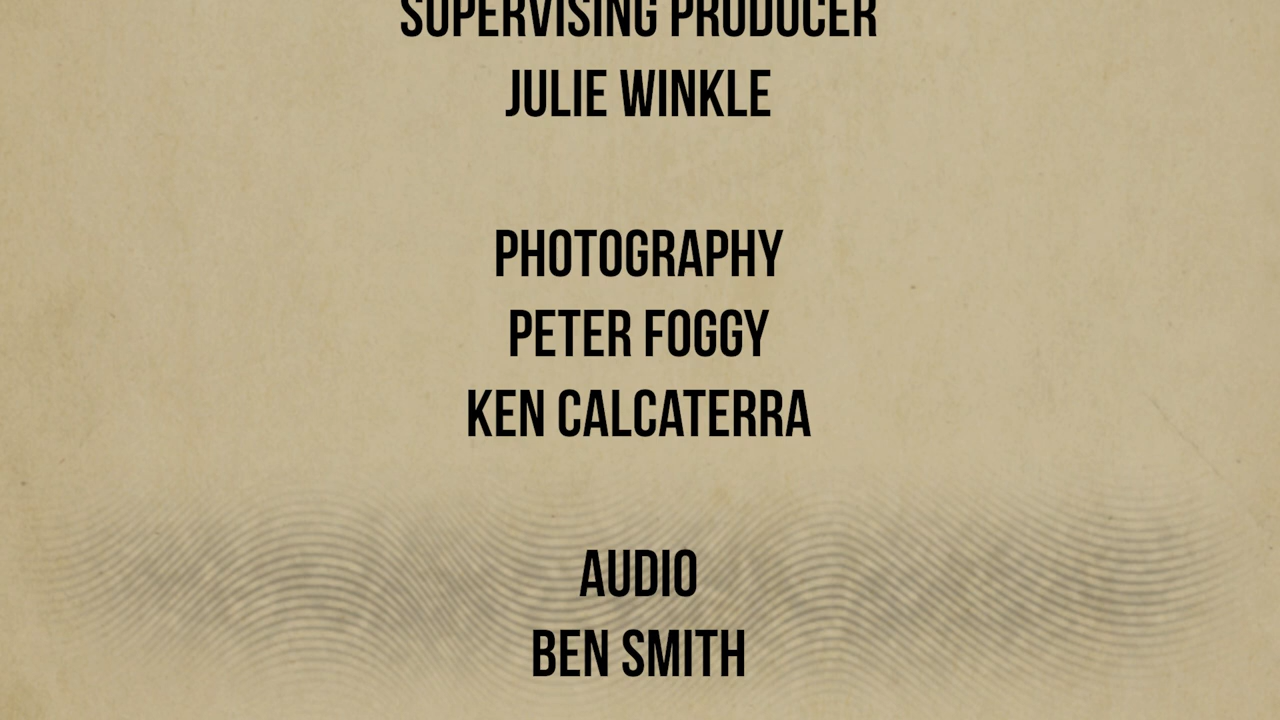 SUPERVISING PRODUCER
JULIE WINKLE
PHOTOGRAPHY
PETER FOGGY
KEN CALCATERRA
AUDIO
BEN SMITH